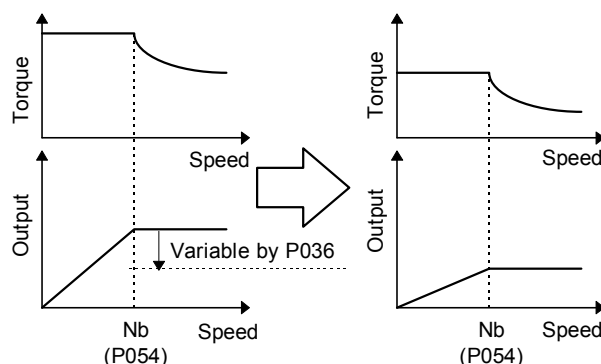 Torque
Speed
Output
Variable by P036
Nb
(P054)
Speed
Torque
Speed
Output
Nb
(P054)
Speed